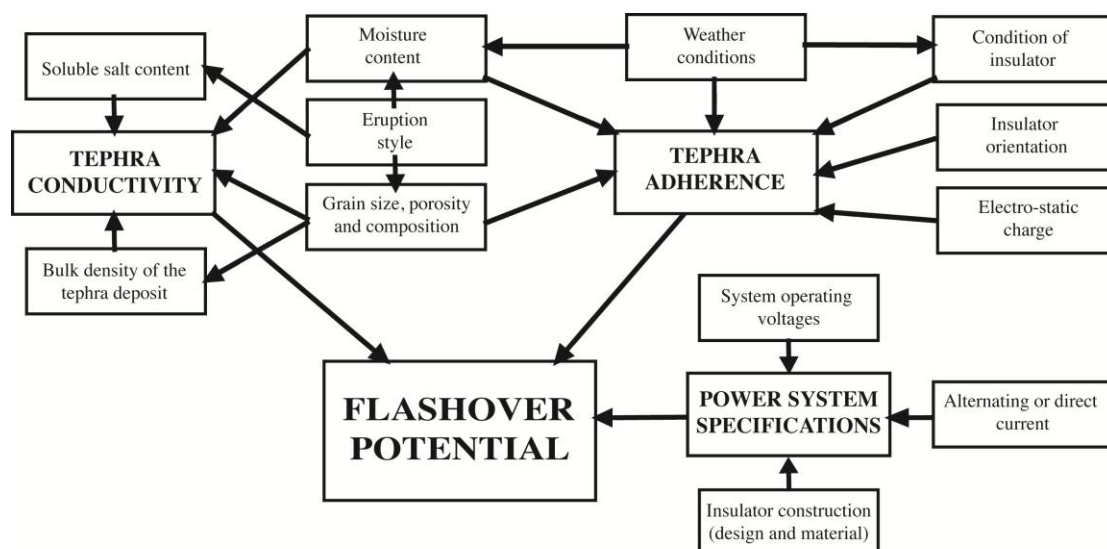 Soluble salt content
Moisture
content
Weather
conditions
Condition of
insulator
Eruption
style
TEPHRA
CONDUCTIVITY
TEPHRA
ADHERENCE
Insulator
orientation
Grain size, porosity
and composition
Electro-static
charge
Bulk density of the
tephra deposit
System operating
voltages
FLASHOVER
POTENTIAL
POWER SYSTEM
SPECIFICATIONS
Alternating or direct
current
Insulator construction
(design and material)